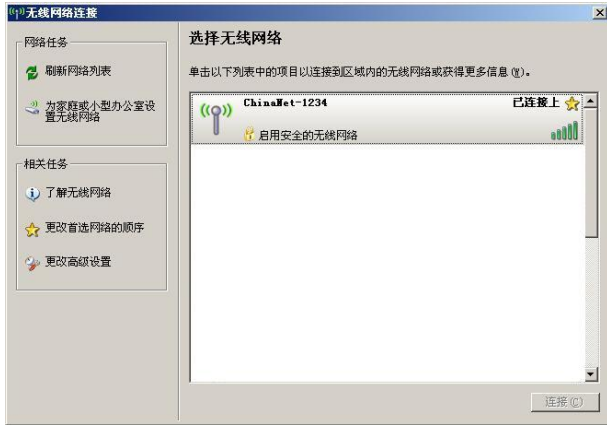 无线网络连接
网络任务
刷新网络列表
为家庭或小型办公室设
置无线网络
相关任务
了解无线网络
更改首选网络的顺序
更改高级设置
选择无线网络
单击以下列表中的项目以连接到区域内的无线网络或获得更多信息(W)。
ChinaNet-1234 已连接上
启用安全的无线网络
连接(C)